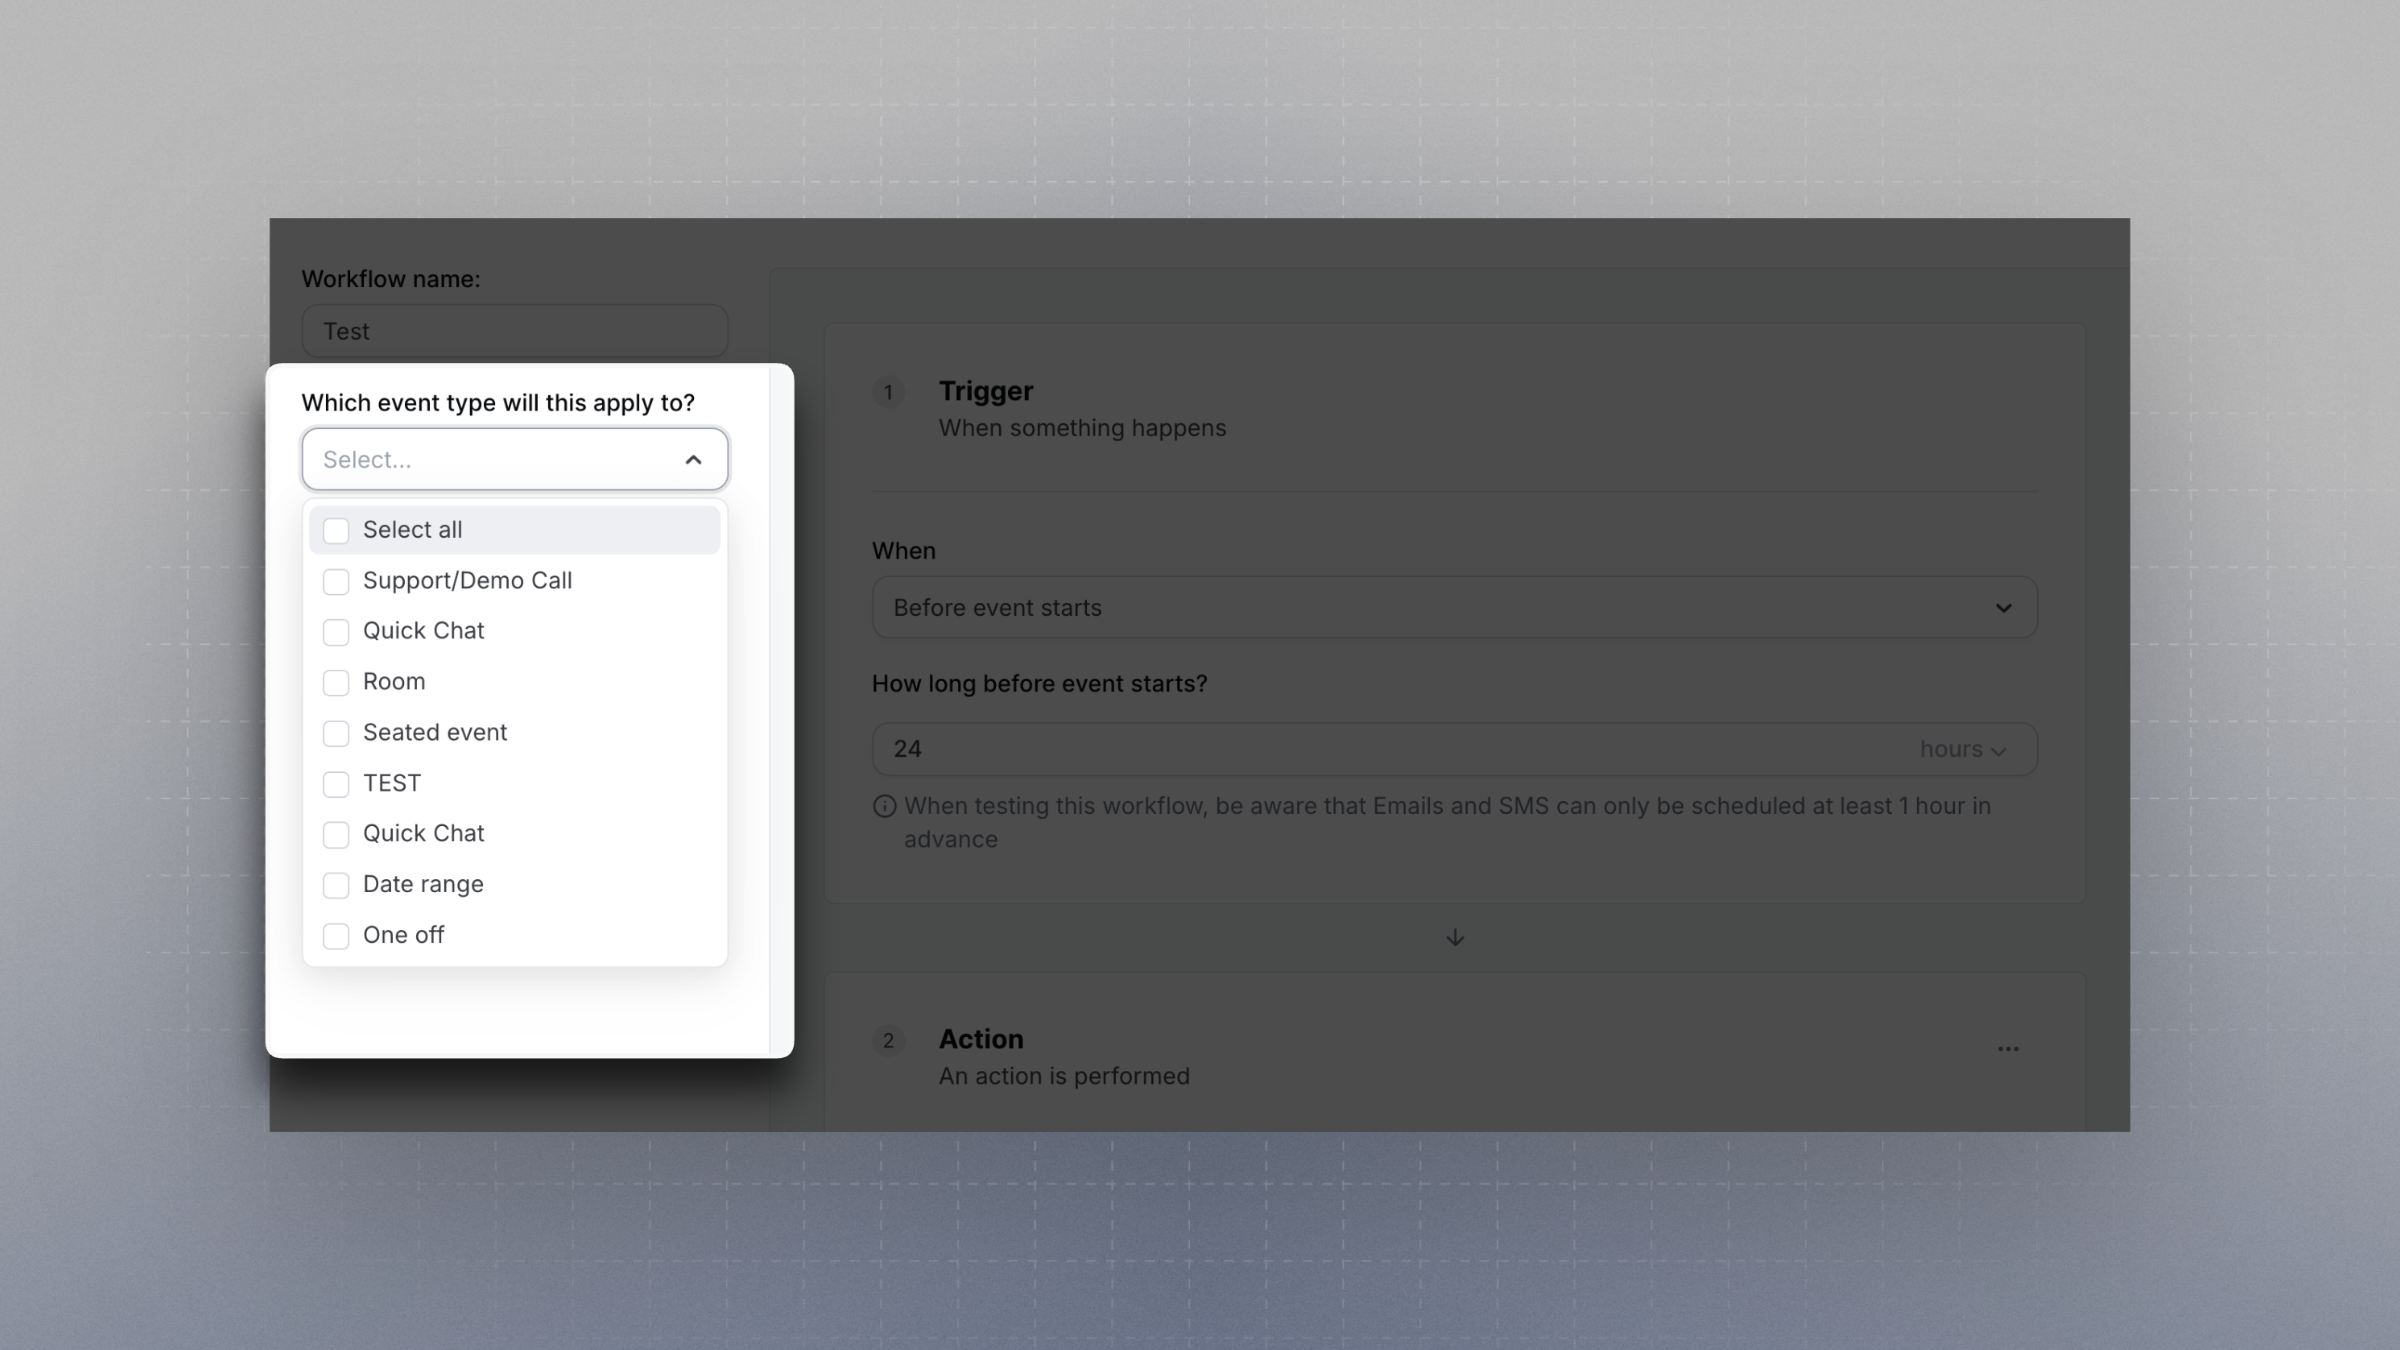 Workflow name:
Test
Which event type will this apply to?
Select...
Select all
Support/Demo Call
Quick Chat
Room
Seated event
TEST
Quick Chat
Date range
One off
1
Trigger
When something happens
When
Before event starts
How long before event starts?
24
hours
When testing this workflow, be aware that Emails and SMS can only be scheduled at least 1 hour in
advance
2
Action
An action is performed